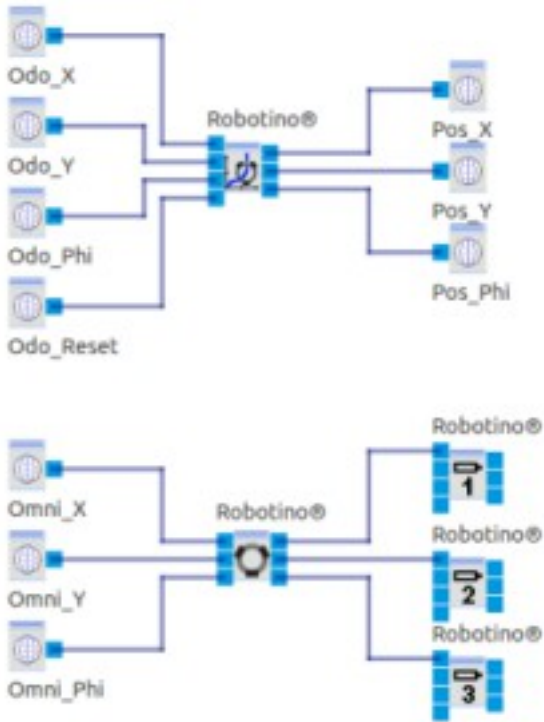 Odo_X
Robotino®
Pos_X
Odo_Y
Pos_Y
Odo_Phi
Pos_Phi
Odo_Reset
Robotino®
Omni_X
Robotino®
1
Robotino®
Omni_Y
2
Robotino®
Omni_Phi
3